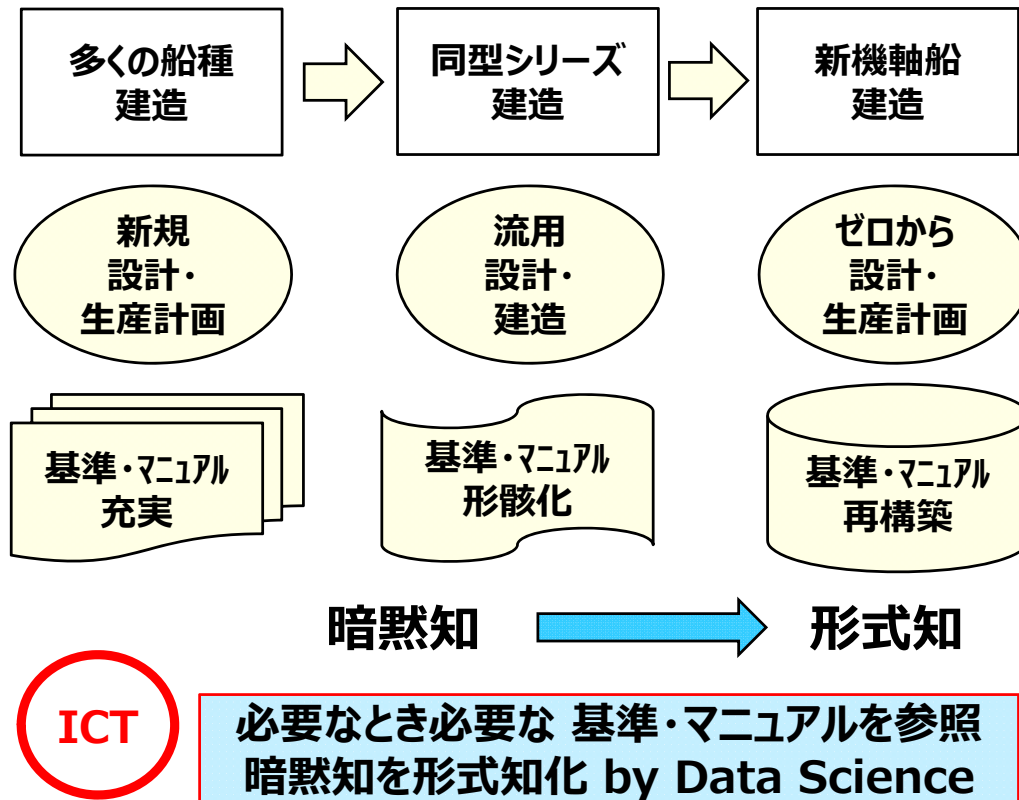 多くの船種
建造
同型シリーズ
建造
新機軸船
建造
新規
設計・
生産計画
流用
設計・
建造
ゼロから
設計・
生産計画
基準・マニュアル
充実
基準・マニュアル
形骸化
基準・マニュアル
再構築
暗黙知
形式知
ICT
必要なとき必要な 基準・マニュアルを参照
暗黙知を形式知化 by Data Science